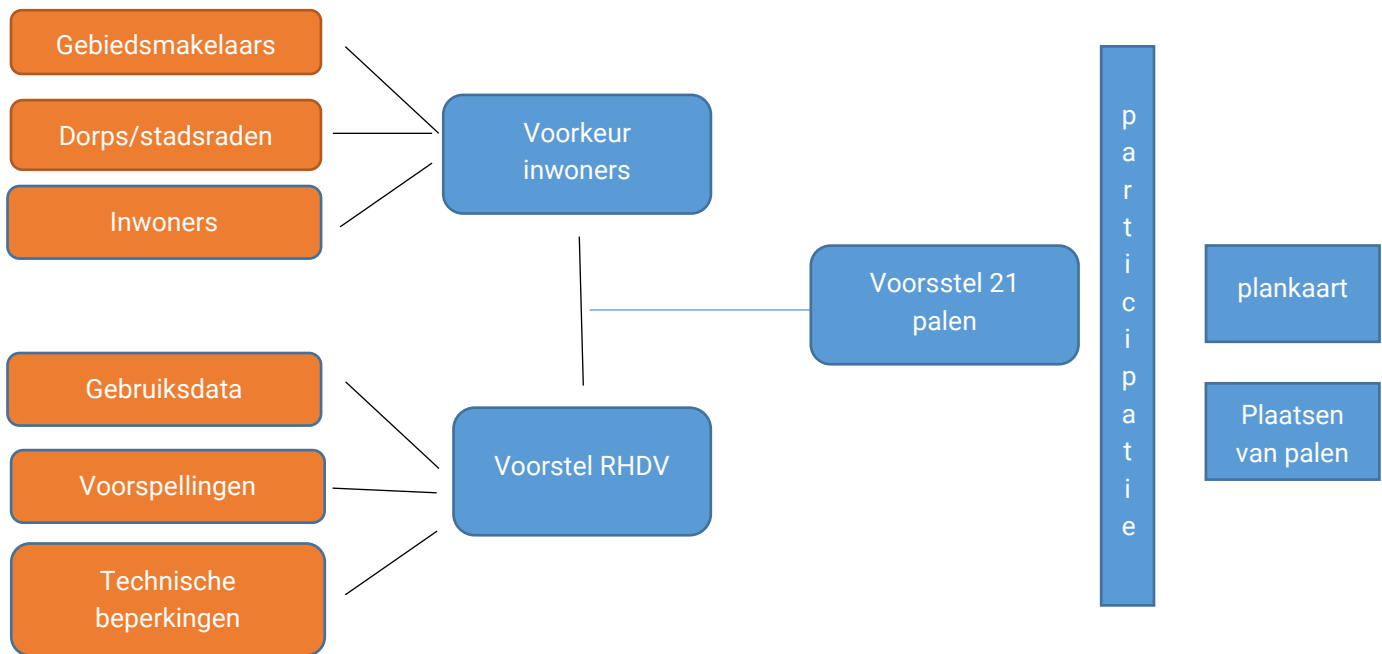 Gebiedsmakelaars
Dorps/stadsraden
Inwoners
Voorkeur
inwoners
Gebruiksdata
Voorspellingen
Technische
beperkingen
Voorstel RHDV
Voorsstel 21
palen
participatie
plankaart
Plaatsen
van palen